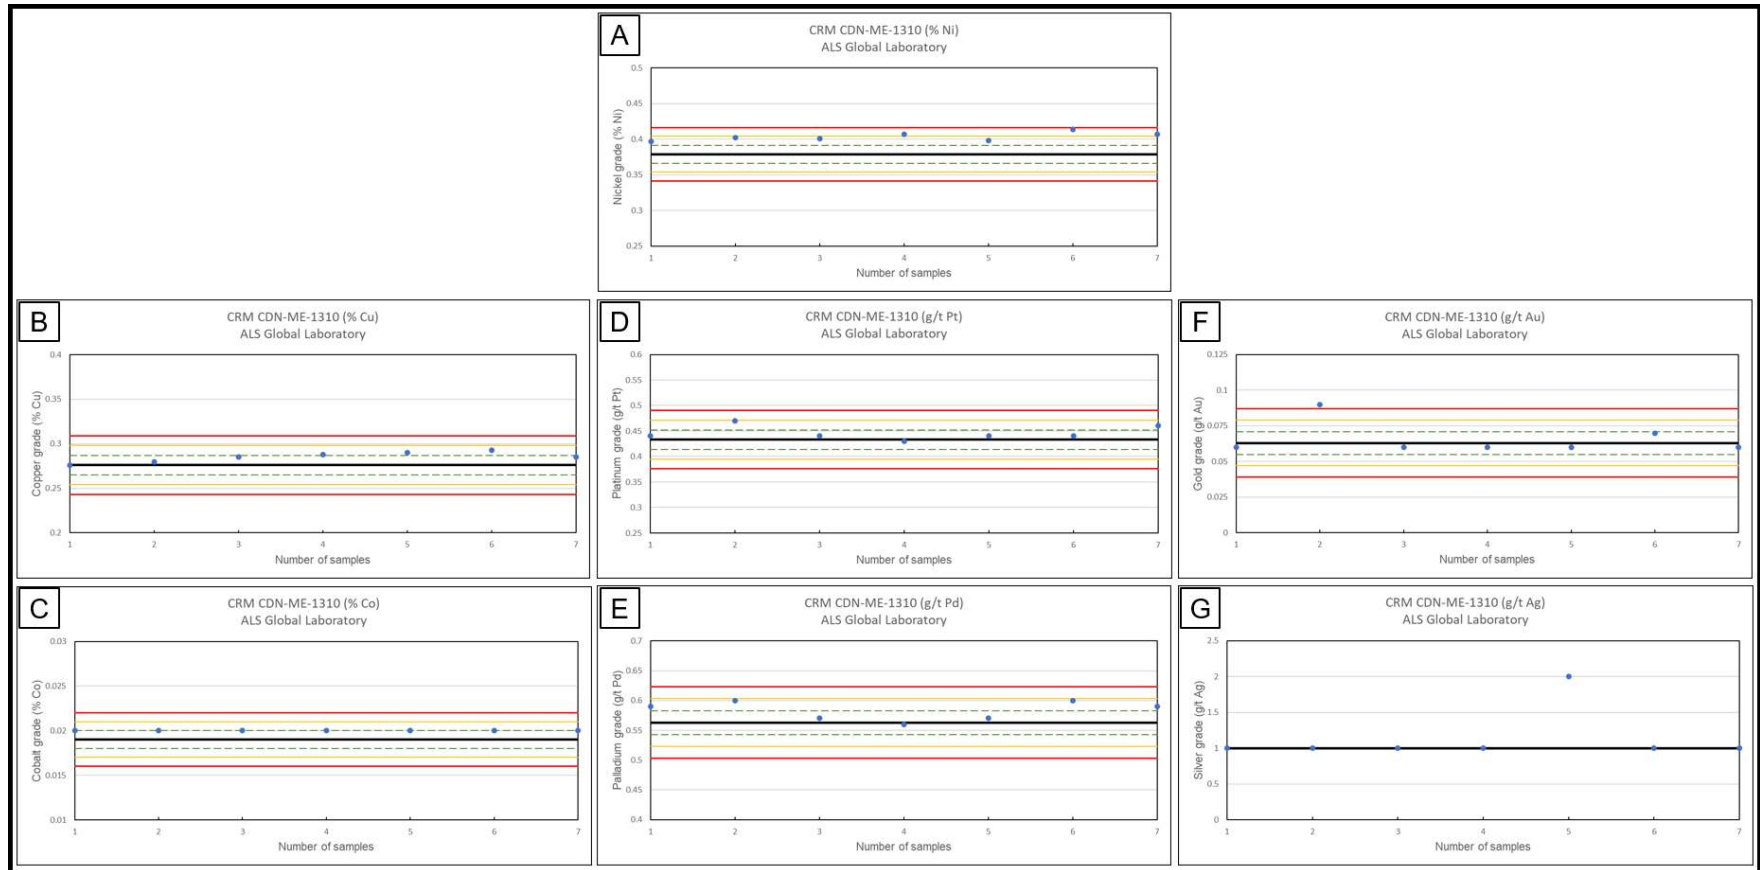 A
CRM CDN-ME-1310 (% Ni)
ALS Global Laboratory
Nickel grade (% Ni)
0.5
0.45
0.4
0.35
0.3
0.25
1 2 3 4 5 6 7
Number of samples
B
CRM CDN-ME-1310 (% Cu)
ALS Global Laboratory
Copper grade (% Cu)
0.4
0.35
0.3
0.25
0.2
1 2 3 4 5 6 7
Number of samples
D
CRM CDN-ME-1310 (g/t Pt)
ALS Global Laboratory
Platinum grade (g/t Pt)
0.6
0.55
0.5
0.45
0.4
0.35
0.3
0.25
1 2 3 4 5 6 7
Number of samples
F
CRM CDN-ME-1310 (g/t Au)
ALS Global Laboratory
Gold grade (g/t Au)
0.125
0.1
0.075
0.05
0.025
0
1 2 3 4 5 6 7
Number of samples
C
CRM CDN-ME-1310 (% Co)
ALS Global Laboratory
Cobalt grade (% Co)
0.03
0.025
0.02
0.015
0.01
1 2 3 4 5 6 7
Number of samples
E
CRM CDN-ME-1310 (g/t Pd)
ALS Global Laboratory
Palladium grade (g/t Pd)
0.7
0.65
0.6
0.55
0.5
0.45
0.4
1 2 3 4 5 6 7
Number of samples
G
CRM CDN-ME-1310 (g/t Ag)
ALS Global Laboratory
Silver grade (g/t Ag)
2.5
2
1.5
1
0.5
0
1 2 3 4 5 6 7
Number of samples